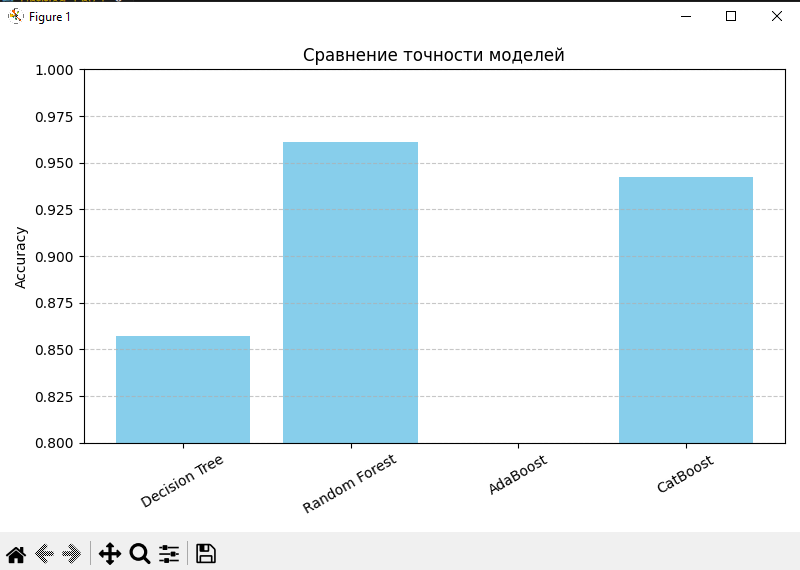 Figure 1
Сравнение точности моделей
1.000
0.975
0.950
0.925
0.900
0.875
0.850
0.825
0.800
Accuracy
Decision Tree
Random Forest
AdaBoost
CatBoost